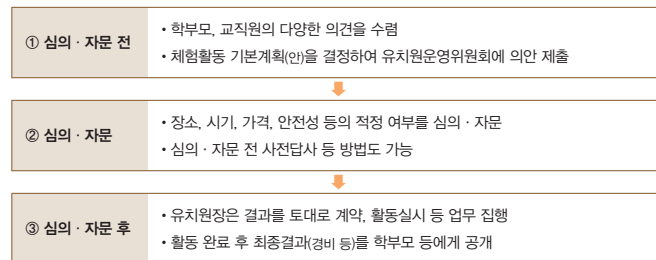 ① 심의 · 자문 전
• 학부모, 교직원의 다양한 의견을 수렴
• 체험활동 기본계획(안)을 결정하여 유치원운영위원회에 의안 제출
② 심의 · 자문
• 장소, 시기, 가격, 안전성 등의 적정 여부를 심의 · 자문
• 심의 · 자문 전 사전답사 등 방법도 가능
③ 심의 · 자문 후
• 유치원장은 결과를 토대로 계약, 활동실시 등 업무 집행
• 활동 완료 후 최종결과(경비 등)를 학부모 등에게 공개